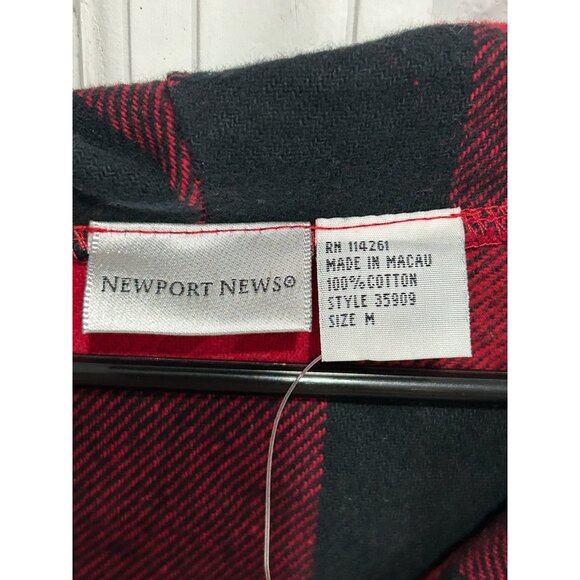 NEWPORT NEWS®
RN 114261
MADE IN MACAU
100% COTTON
STYLE 35909
SIZE M